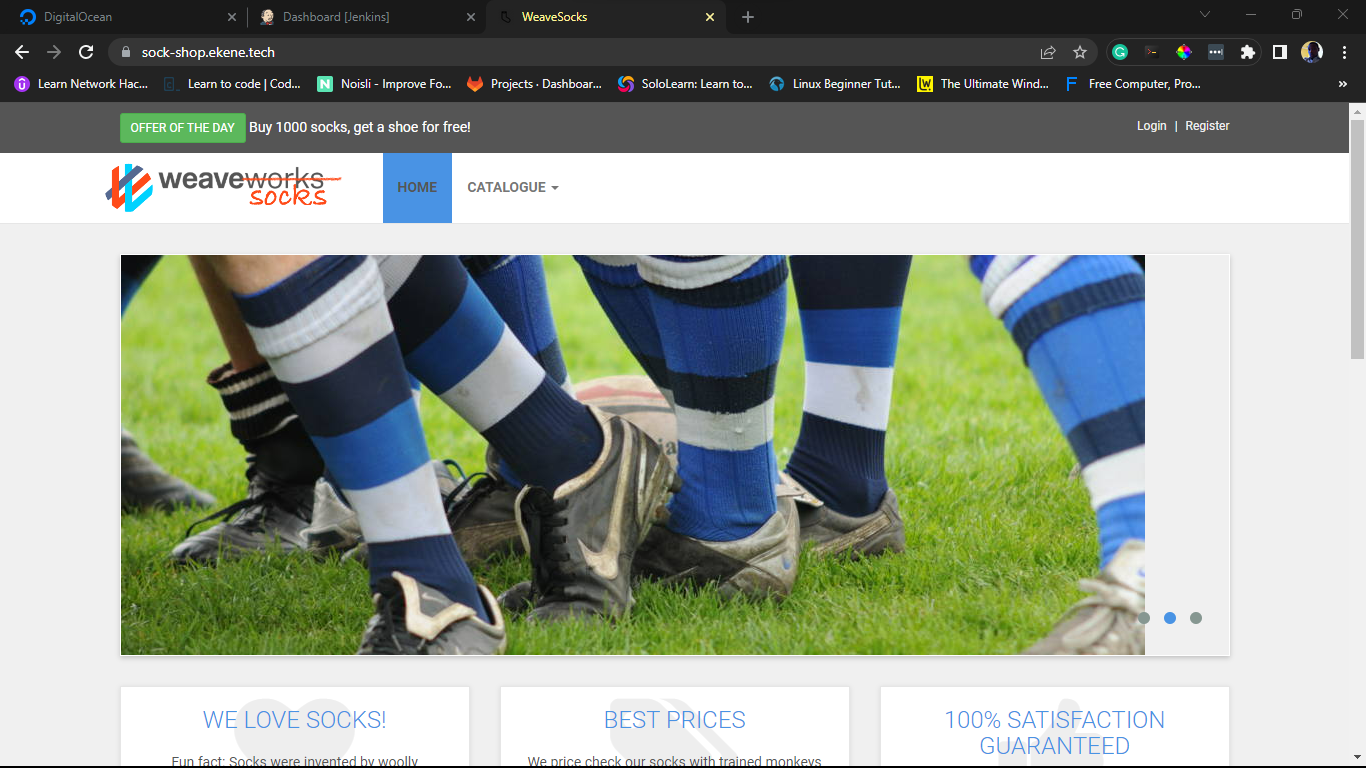 DigitalOcean
Dashboard [Jenkins]
WeaveSocks
sock-shop.ekene.tech
Learn Network Hac...
Learn to code | Cod...
Noisli - Improve Fo...
Projects · Dashboar...
SoloLearn: Learn to...
Linux Beginner Tut...
The Ultimate Wind...
Free Computer, Pro...
OFFER OF THE DAY Buy 1000 socks, get a shoe for free!
Login | Register
weaveworks
socks
HOME
CATALOGUE
WE LOVE SOCKS!
Fun fact: Socks were invented by woolly
BEST PRICES
We price check our socks with trained monkeys
100% SATISFACTION
GUARANTEED